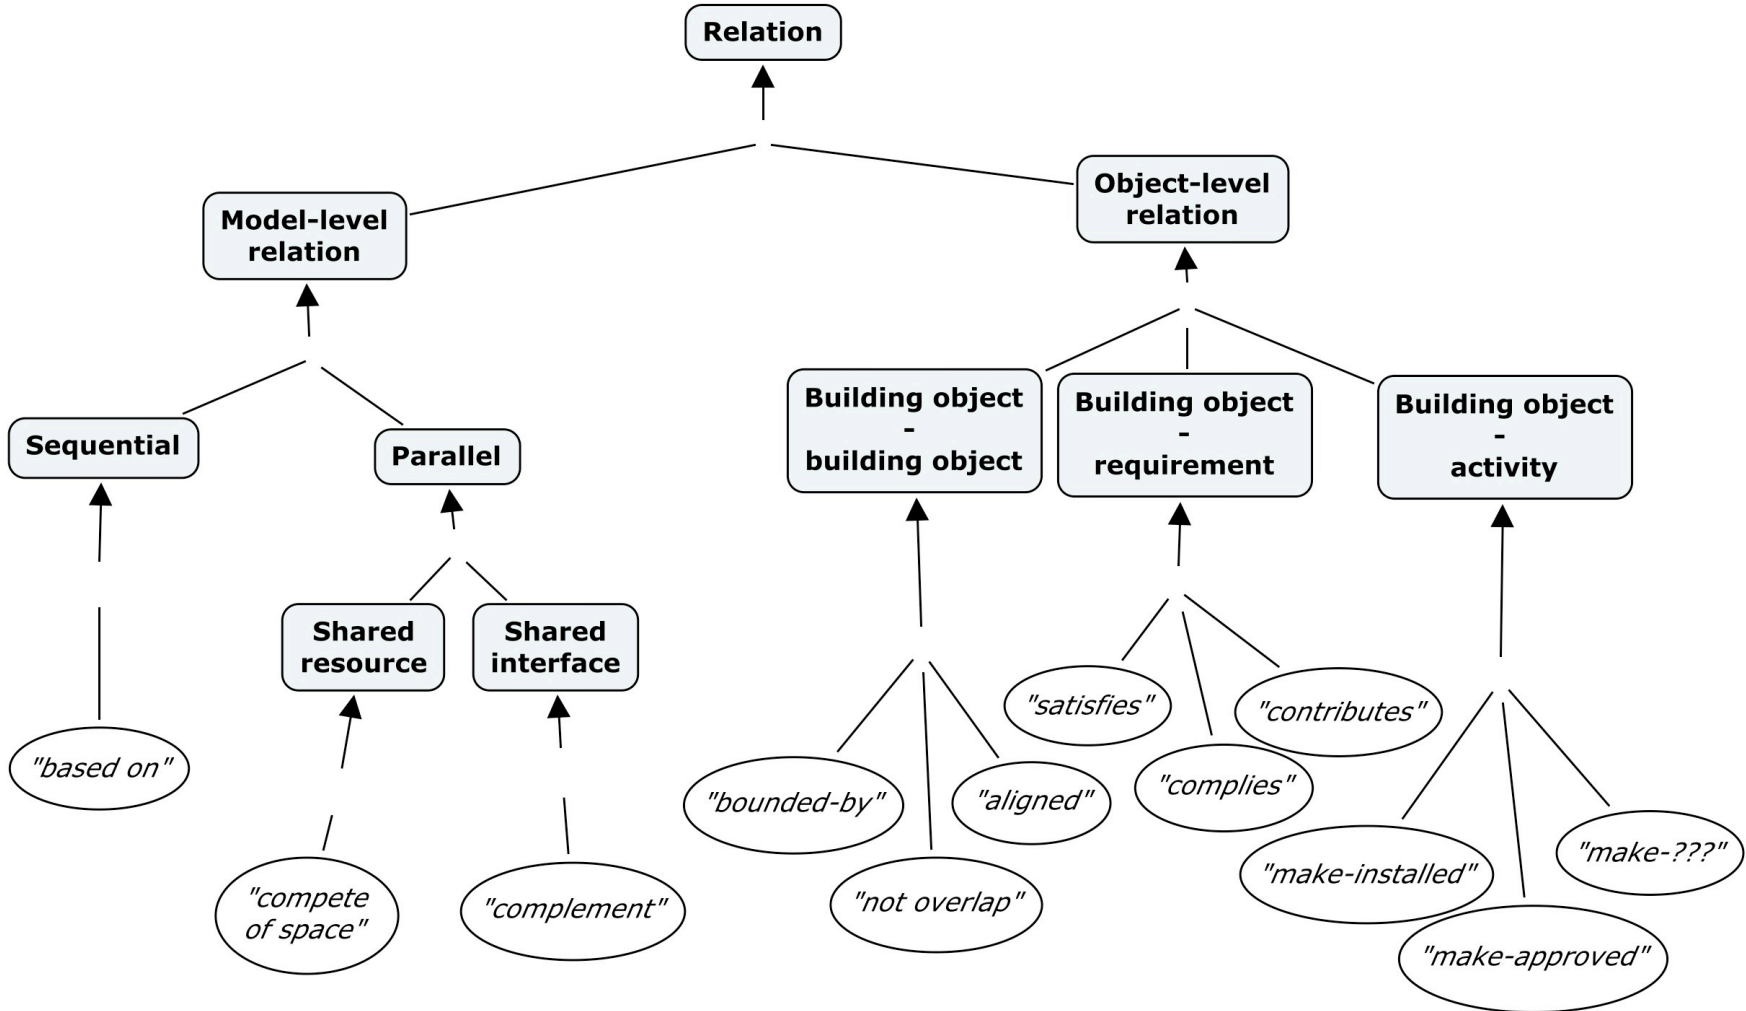 Relation
Model-level
relation
Object-level
relation
Sequential
Parallel
Building object
-
building object
Building object
-
requirement
Building object
-
activity
Shared
resource
Shared
interface
"based on"
"compete
of space"
"complement"
"bounded-by"
"not overlap"
"aligned"
"satisfies"
"complies"
"contributes"
"make-installed"
"make-approved"
"make-???"